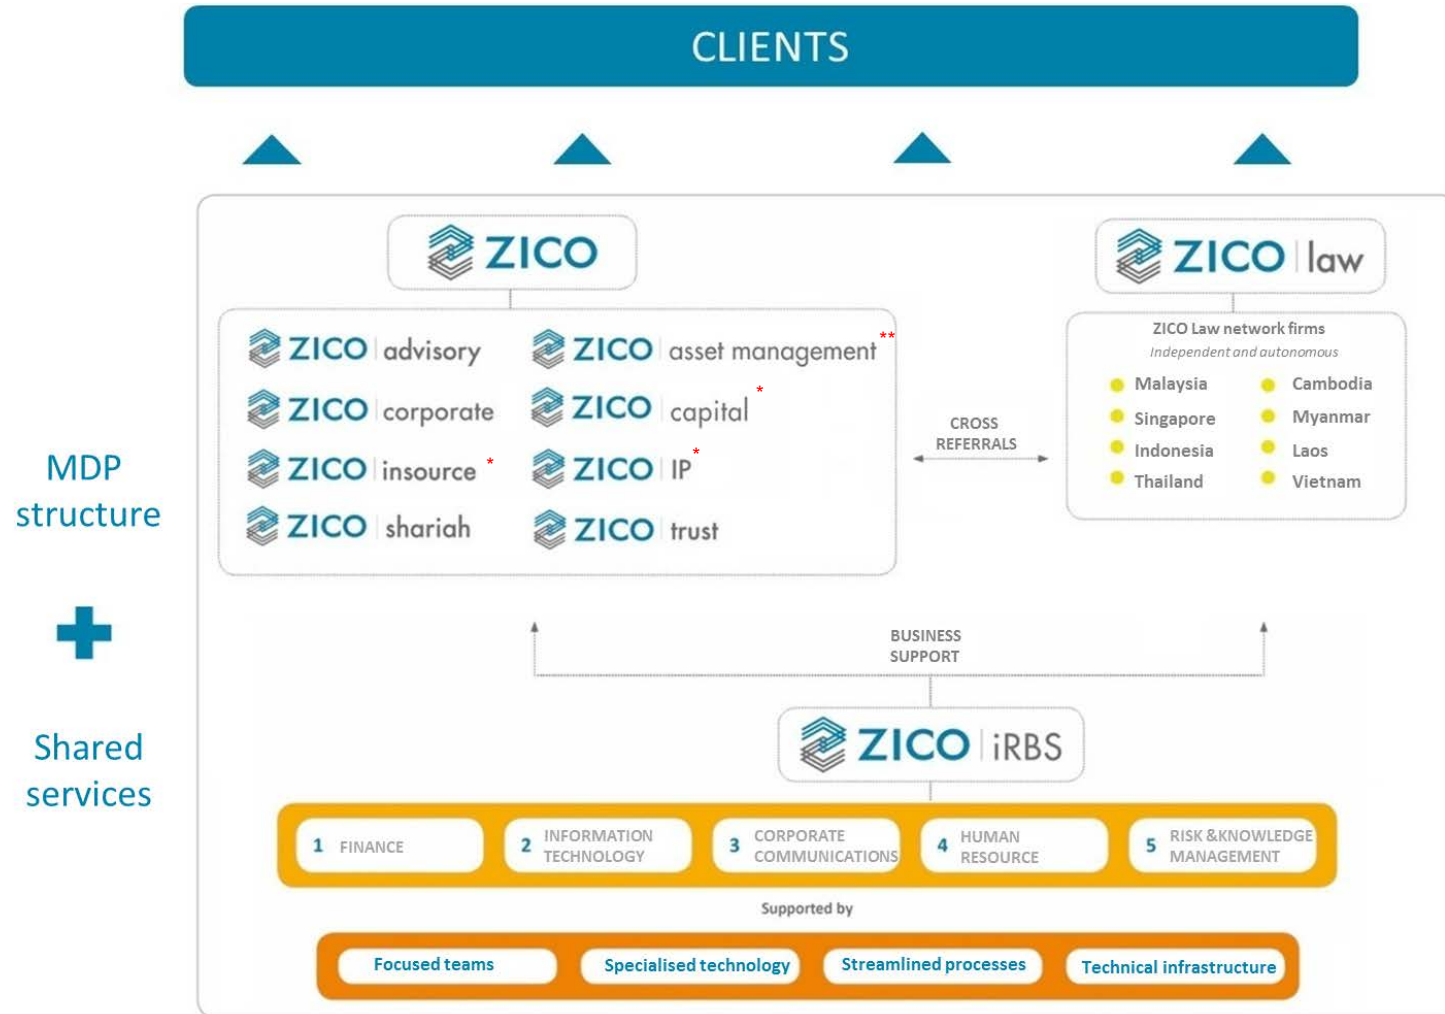 CLIENTS
ZICO
ZICO law
ZICO advisory
ZICO asset management**
ZICO corporate
ZICO capital*
ZICO insource *
ZICO IP*
ZICO shariah
ZICO trust
CROSS
REFERRALS
ZICO Law network firms
Independent and autonomous
Malaysia
Cambodia
Singapore
Myanmar
Indonesia
Laos
Thailand
Vietnam
MDP
structure
Shared
services
BUSINESS
SUPPORT
ZICO iRBS
1 FINANCE
2 INFORMATION
TECHNOLOGY
3 CORPORATE
COMMUNICATIONS
4 HUMAN
RESOURCE
5 RISK &KNOWLEDGE
MANAGEMENT
Supported by
Focused teams
Specialised technology
Streamlined processes
Technical infrastructure